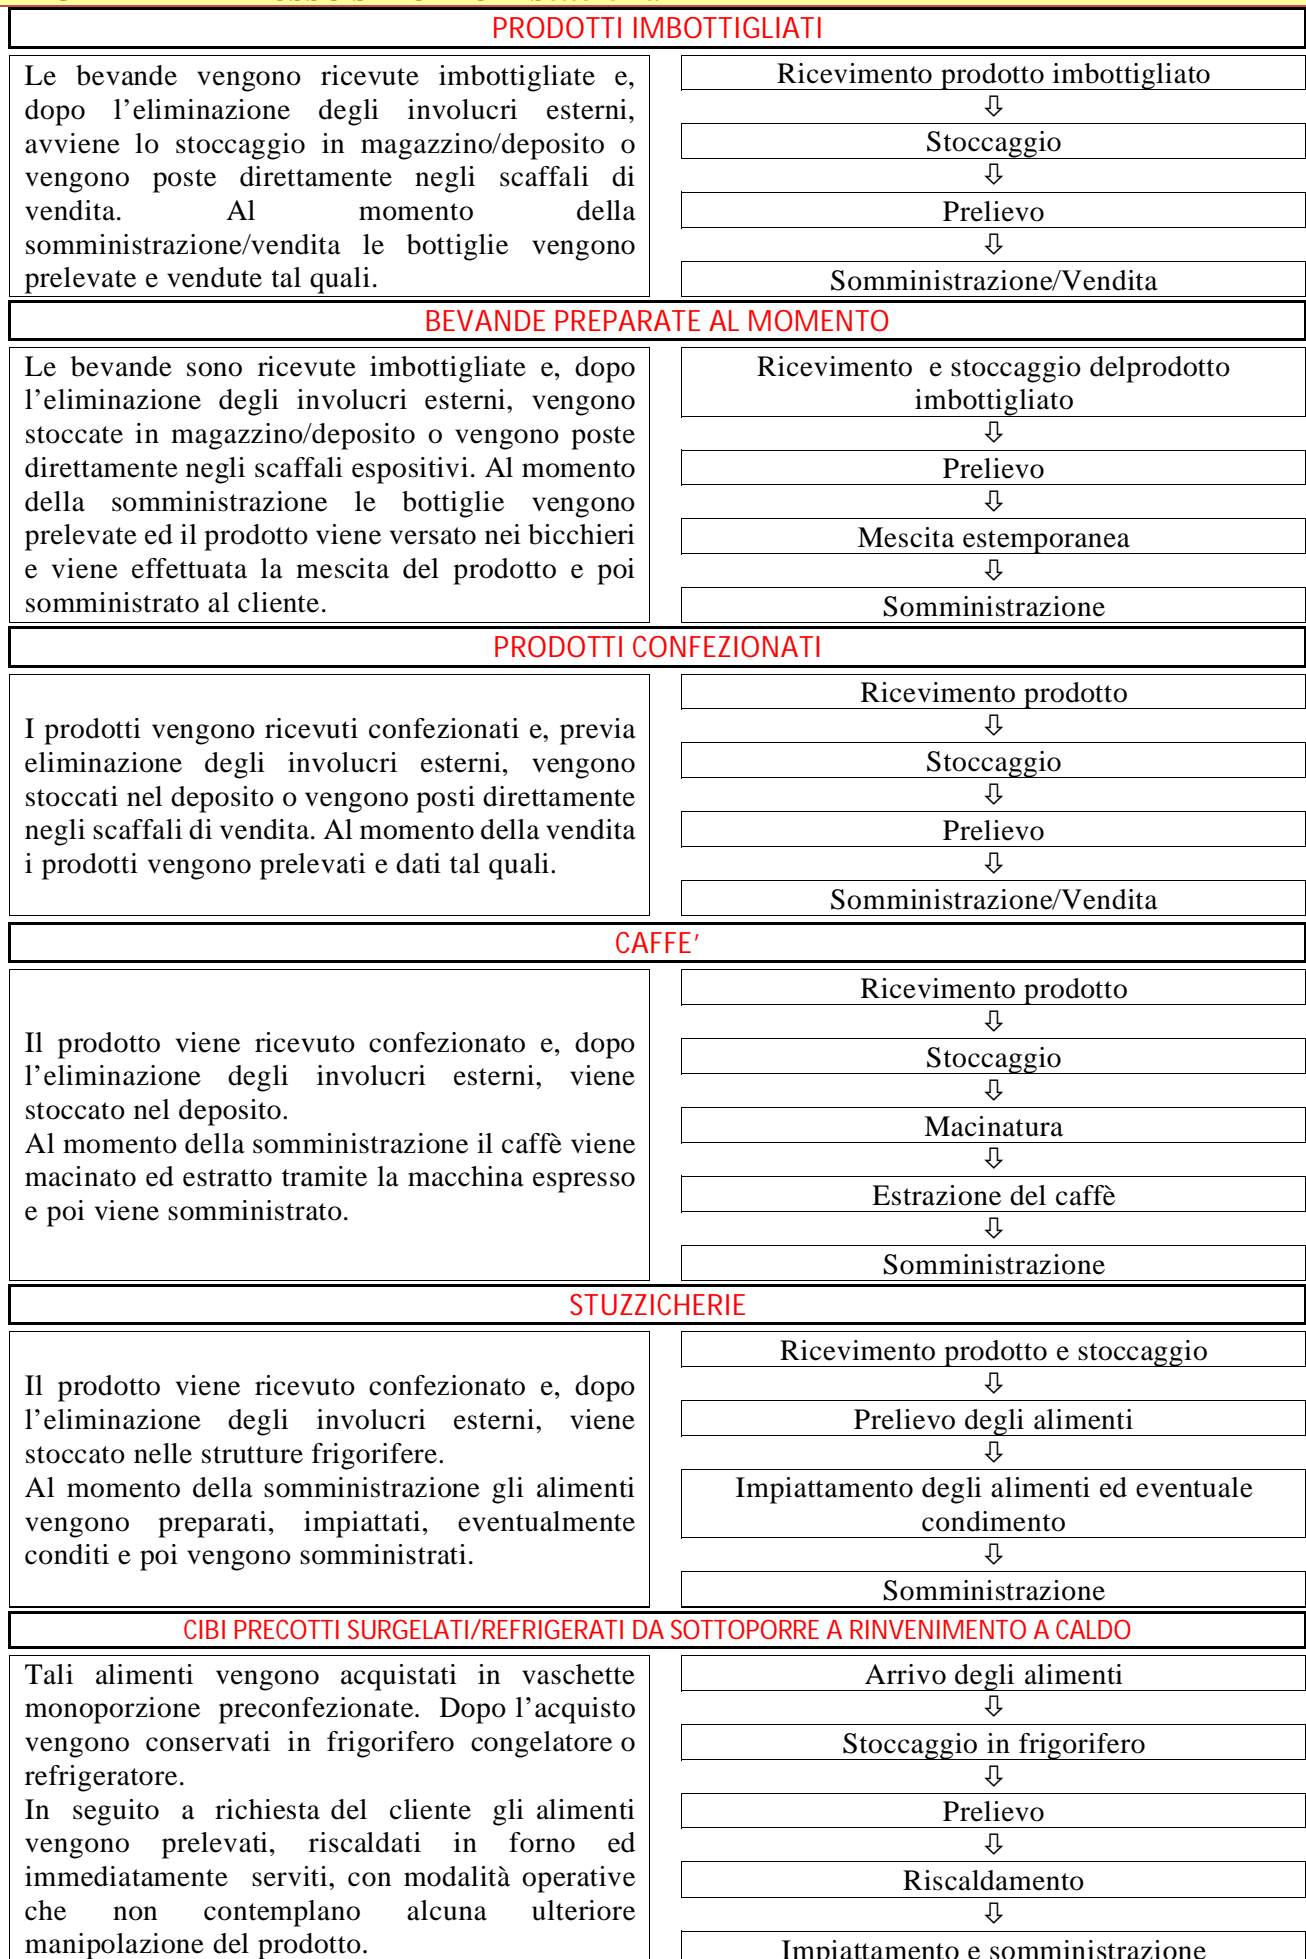 PRODOTTI IMBOTTIGLIATI
Le bevande vengono ricevute imbottigliate e,
dopo l’eliminazione degli involucri esterni,
avviene lo stoccaggio in magazzino/deposito o
vengono poste direttamente negli scaffali di
vendita. Al momento della
somministrazione/vendita le bottiglie vengono
prelevate e vendute tal quali.
Ricevimento prodotto imbottigliato
⇩
Stoccaggio
⇩
Prelievo
⇩
Somministrazione/Vendita
BEVANDE PREPARATE AL MOMENTO
Le bevande sono ricevute imbottigliate e, dopo
l’eliminazione degli involucri esterni, vengono
stoccate in magazzino/deposito o vengono poste
direttamente negli scaffali espositivi. Al momento
della somministrazione le bottiglie vengono
prelevate ed il prodotto viene versato nei bicchieri
e viene effettuata la mescita del prodotto e poi
somministrato al cliente.
Ricevimento e stoccaggio delprodotto
imbottigliato
⇩
Prelievo
⇩
Mescita estemporanea
⇩
Somministrazione
PRODOTTI CONFEZIONATI
I prodotti vengono ricevuti confezionati e, previa
eliminazione degli involucri esterni, vengono
stoccati nel deposito o vengono posti direttamente
negli scaffali di vendita. Al momento della vendita
i prodotti vengono prelevati e dati tal quali.
Ricevimento prodotto
⇩
Stoccaggio
⇩
Prelievo
⇩
Somministrazione/Vendita
CAFFE’
Il prodotto viene ricevuto confezionato e, dopo
l’eliminazione degli involucri esterni, viene
stoccato nel deposito.
Al momento della somministrazione il caffè viene
macinato ed estratto tramite la macchina espresso
e poi viene somministrato.
Ricevimento prodotto
⇩
Stoccaggio
⇩
Macinatura
⇩
Estrazione del caffè
⇩
Somministrazione
STUZZICHERIE
Il prodotto viene ricevuto confezionato e, dopo
l’eliminazione degli involucri esterni, viene
stoccato nelle strutture frigorifere.
Al momento della somministrazione gli alimenti
vengono preparati, impiattati, eventualmente
conditi e poi vengono somministrati.
Ricevimento prodotto e stoccaggio
⇩
Prelievo degli alimenti
⇩
Impiattamento degli alimenti ed eventuale
condimento
⇩
Somministrazione
CIBI PRECOTTI SURGELATI/REFRIGERATI DA SOTTOPORRE A RINVENIMENTO A CALDO
Tali alimenti vengono acquistati in vaschette
monoporzione preconfezionate. Dopo l’acquisto
vengono conservati in frigorifero congelatore o
refrigeratore.
In seguito a richiesta del cliente gli alimenti
vengono prelevati, riscaldati in forno ed
immediatamente serviti, con modalità operative
che non contemplano alcuna ulteriore
manipolazione del prodotto.
Arrivo degli alimenti
⇩
Stoccaggio in frigorifero
⇩
Prelievo
⇩
Riscaldamento
⇩
Impiattamento e somministrazione